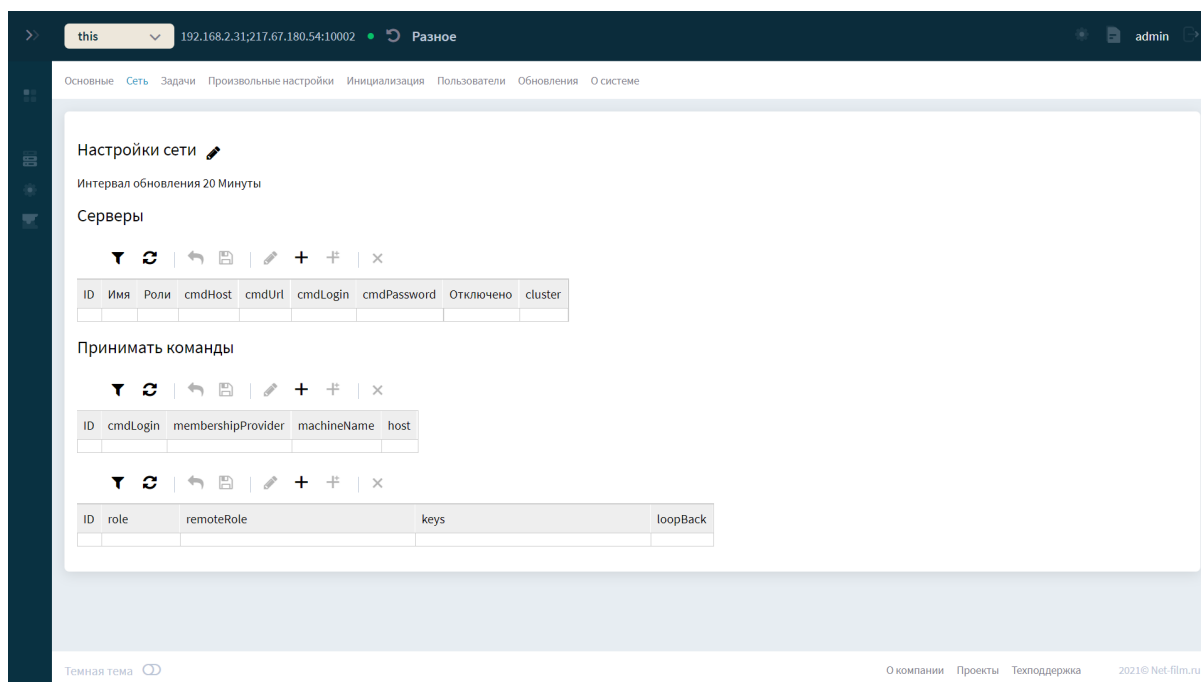 this 192.168.2.31;217.67.180.54:10002 Разное admin
Основные Сеть Задачи Произвольные настройки Инициализация Пользователи Обновления О системе
Настройки сети
Интервал обновления 20 Минуты
Серверы
ID Имя Роли cmdHost cmdUrl cmdLogin cmdPassword Отключено cluster
Принимать команды
ID cmdLogin membershipProvider machineName host
ID role remoteRole keys loopBack
Темная тема О компании Проекты Техподдержка 2021© Net-film.ru